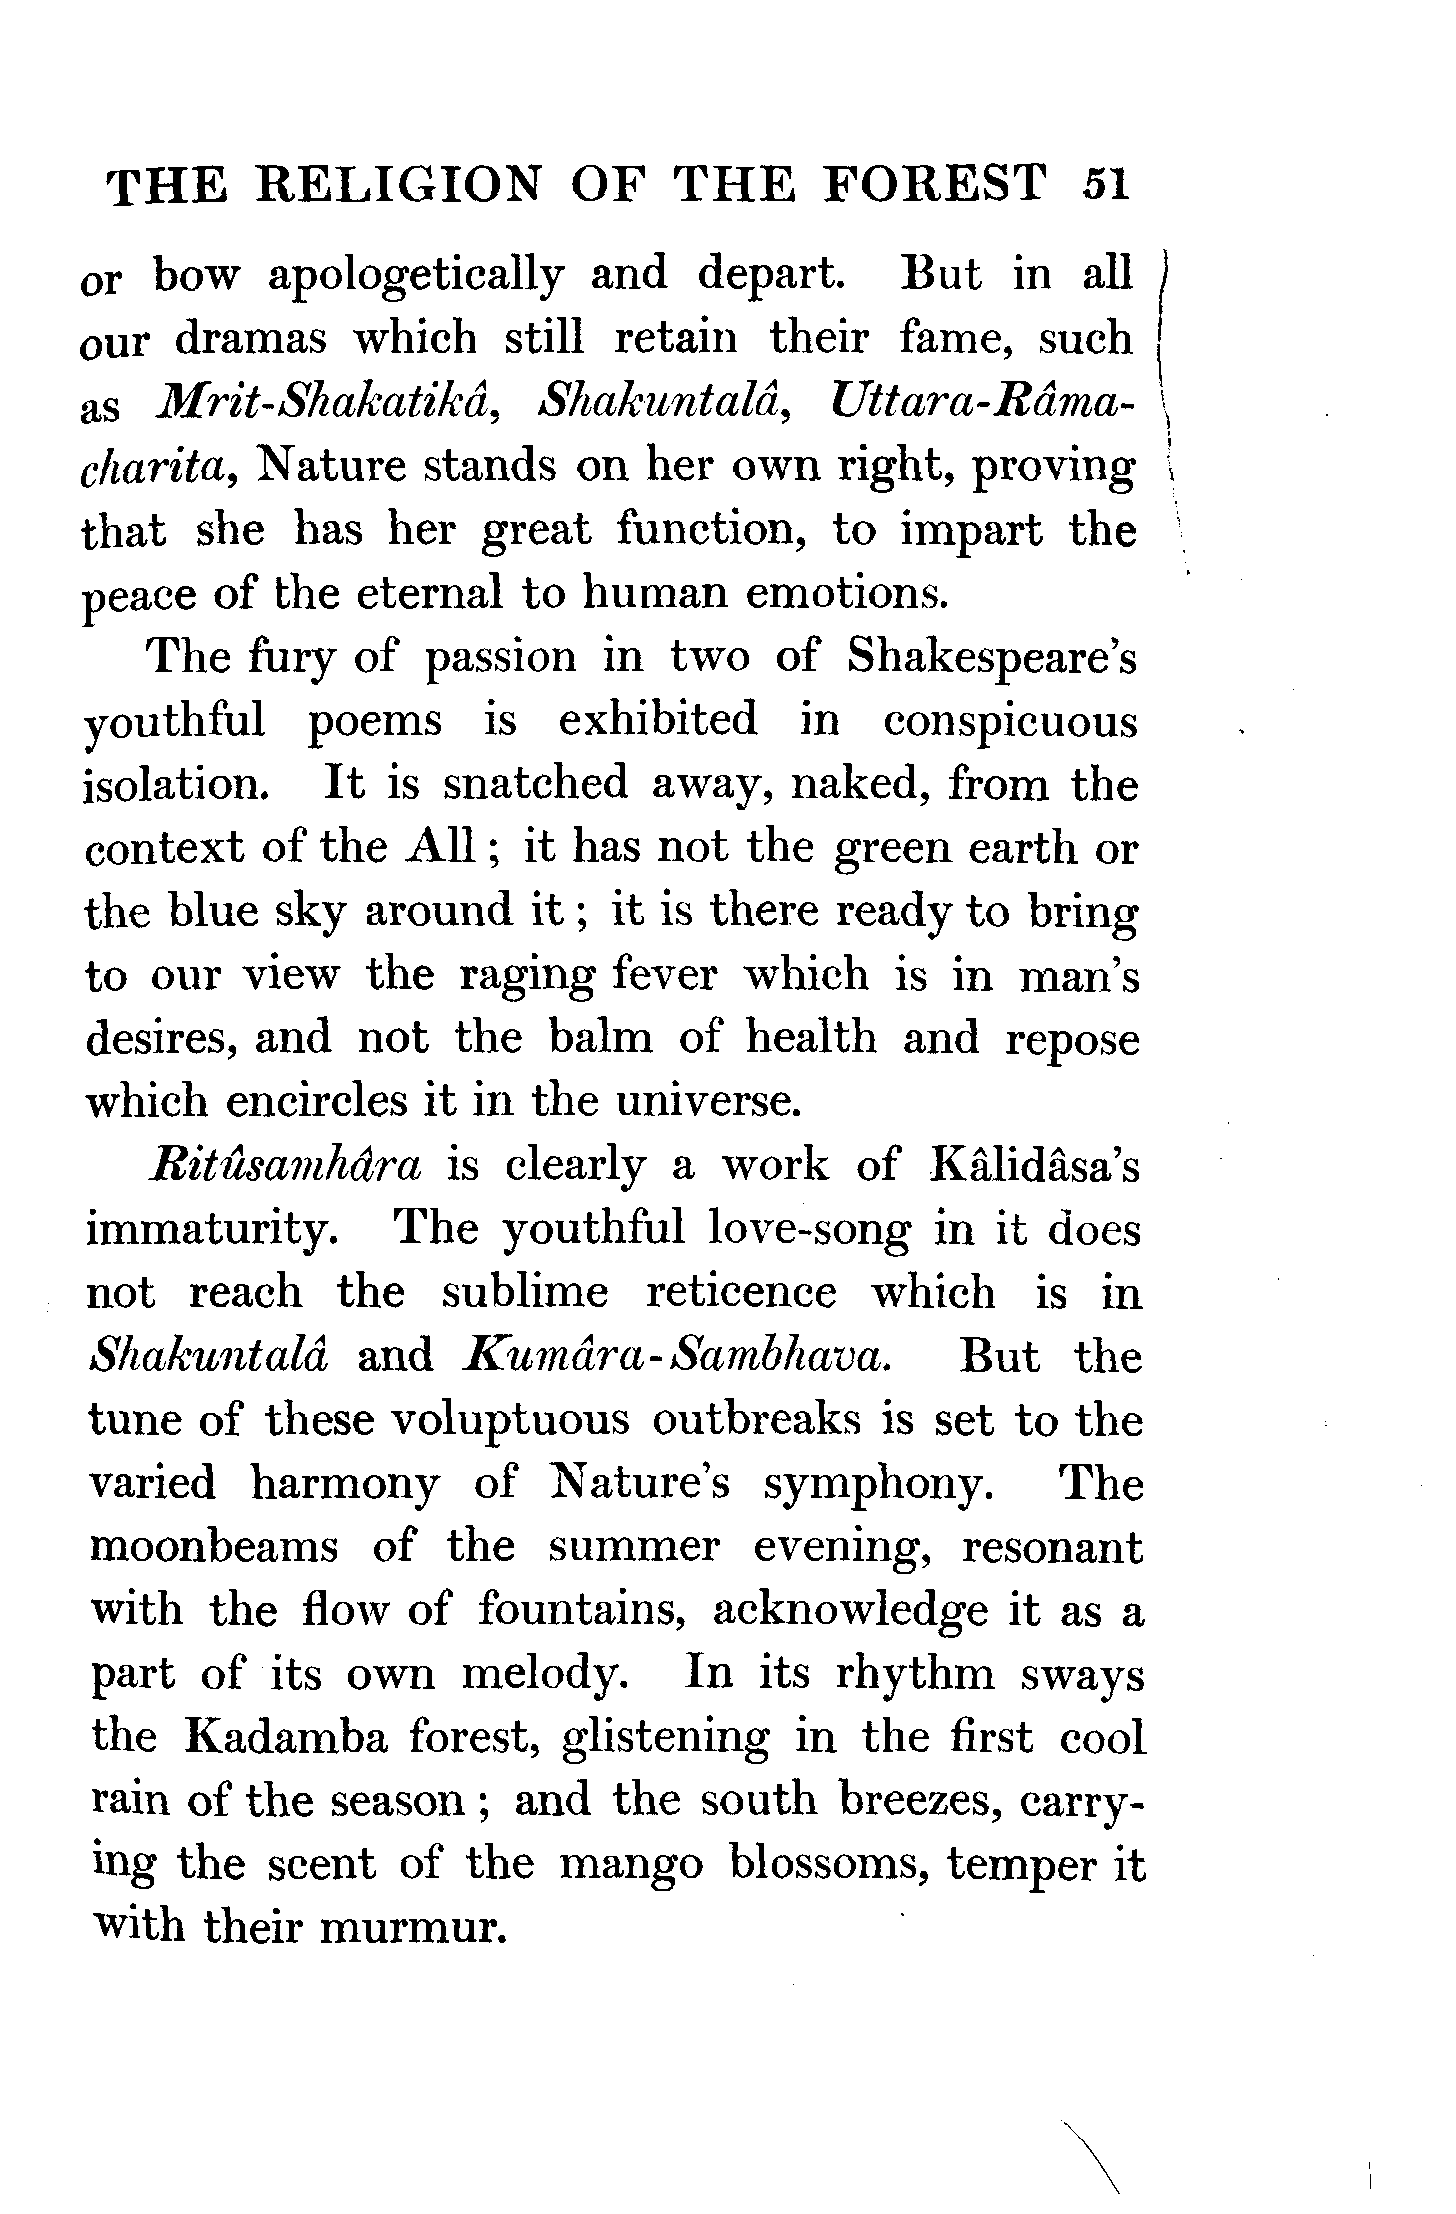 THE RELIGION OF THE FOREST 51
or bow apologetically and depart. But in all
our dramas which still retain their fame, such
as Mrit-Shakatikâ, Shakuntalâ, Uttara-Râma-
charita, Nature stands on her own right, proving
that she has her great function, to impart the
peace of the eternal to human emotions.
The fury of passion in two of Shakespeare's
youthful poems is exhibited in conspicuous
isolation. It is snatched away, naked, from the
context of the All ; it has not the green earth or
the blue sky around it ; it is there ready to bring
to our view the raging fever which is in man's
desires, and not the balm of health and repose
which encircles it in the universe.
Ritûsamhâra is clearly a work of Kâlidâsa's
immaturity. The youthful love-song in it does
not reach the sublime reticence which is in
Shakuntalâ and Kumâra-Sambhava. But the
tune of these voluptuous outbreaks is set to the
varied harmony of Nature's symphony. The
moonbeams of the summer evening, resonant
with the flow of fountains, acknowledge it as a
part of its own melody. In its rhythm sways
the Kadamba forest, glistening in the first cool
rain of the season ; and the south breezes, carry-
ing the scent of the mango blossoms, temper it
with their murmur.